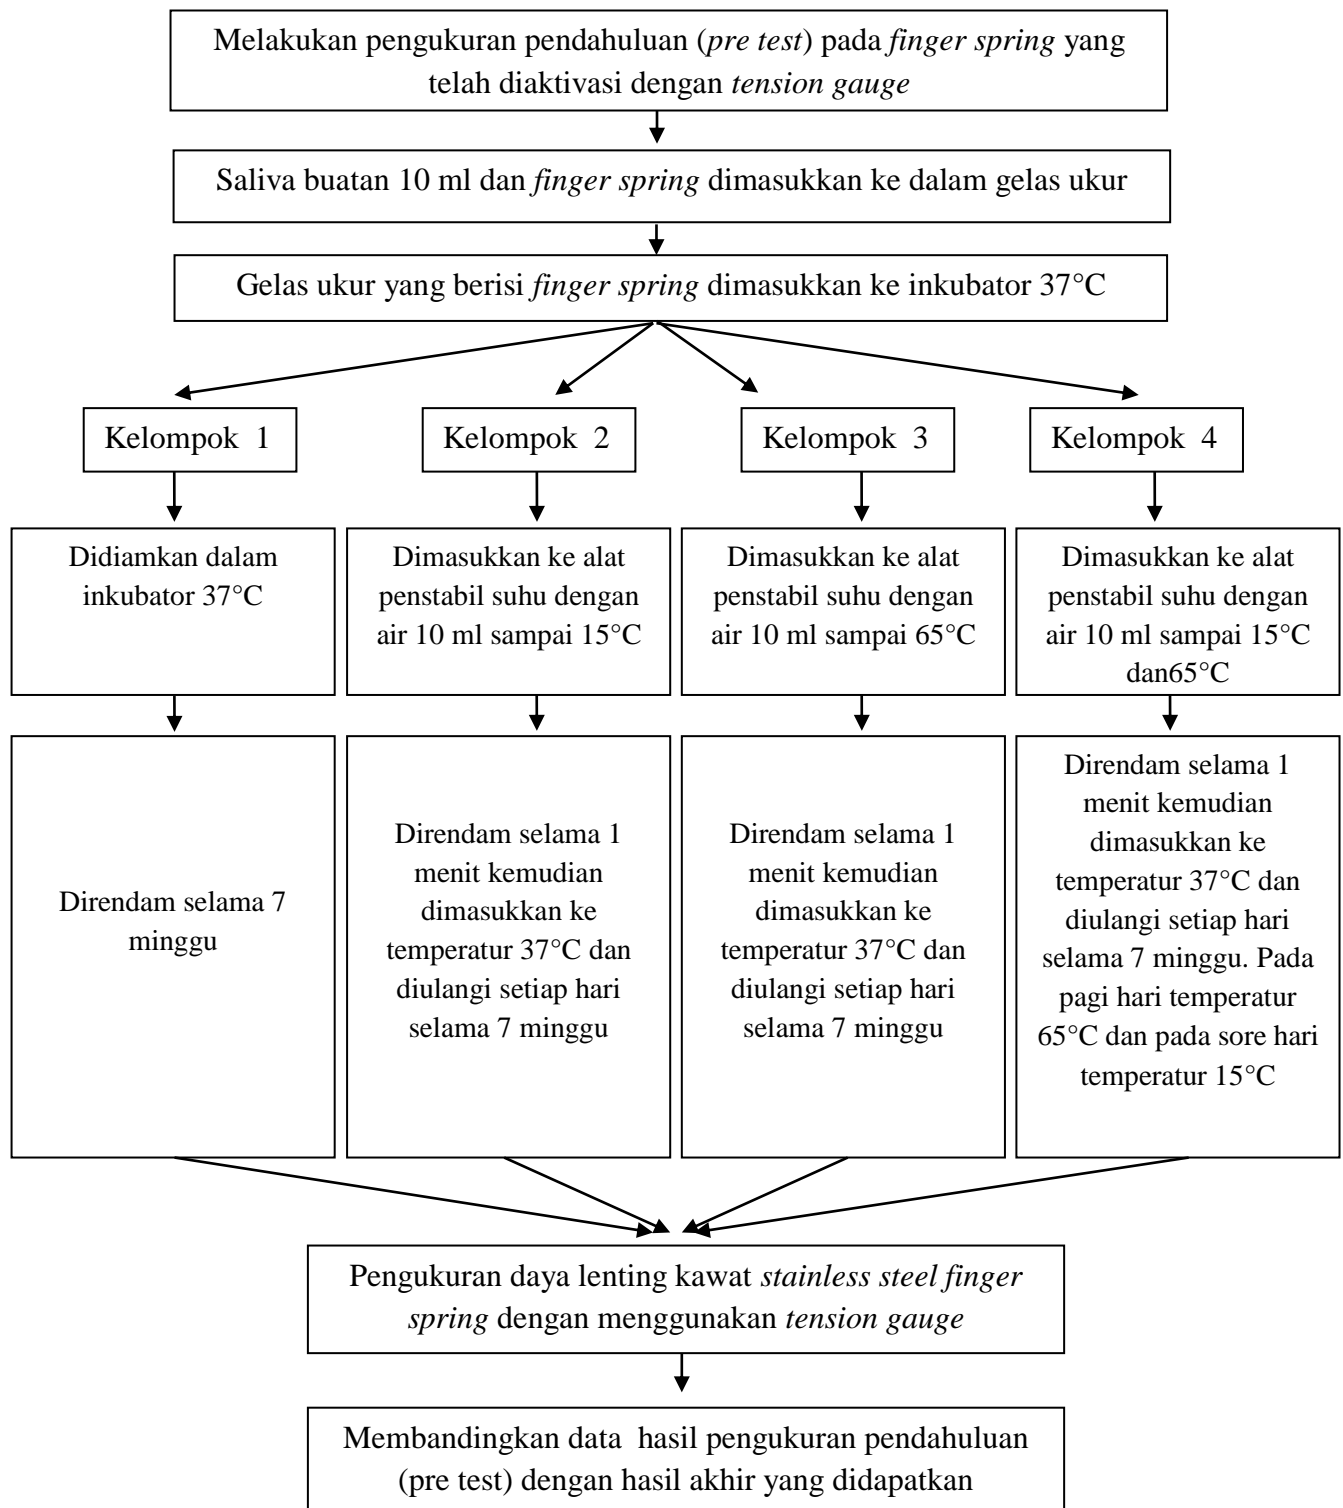 Melakukan pengukuran pendahuluan (pre test) pada finger spring yang
telah diaktivasi dengan tension gauge
Saliva buatan 10 ml dan finger spring dimasukkan ke dalam gelas ukur
Gelas ukur yang berisi finger spring dimasukkan ke inkubator 37°C
Kelompok 1
Kelompok 2
Kelompok 3
Kelompok 4
Didiamkan dalam
inkubator 37°C
Dimasukkan ke alat
penstabil suhu dengan
air 10 ml sampai 15°C
Dimasukkan ke alat
penstabil suhu dengan
air 10 ml sampai 65°C
Dimasukkan ke alat
penstabil suhu dengan
air 10 ml sampai 15°C
dan65°C
Direndam selama 7
minggu
Direndam selama 1
menit kemudian
dimasukkan ke
temperatur 37°C dan
diulangi setiap hari
selama 7 minggu
Direndam selama 1
menit kemudian
dimasukkan ke
temperatur 37°C dan
diulangi setiap hari
selama 7 minggu
Direndam selama 1
menit kemudian
dimasukkan ke
temperatur 37°C dan
diulangi setiap hari
selama 7 minggu. Pada
pagi hari temperatur
65°C dan pada sore hari
temperatur 15°C
Pengukuran daya lenting kawat stainless steel finger
spring dengan menggunakan tension gauge
Membandingkan data hasil pengukuran pendahuluan
(pre test) dengan hasil akhir yang didapatkan